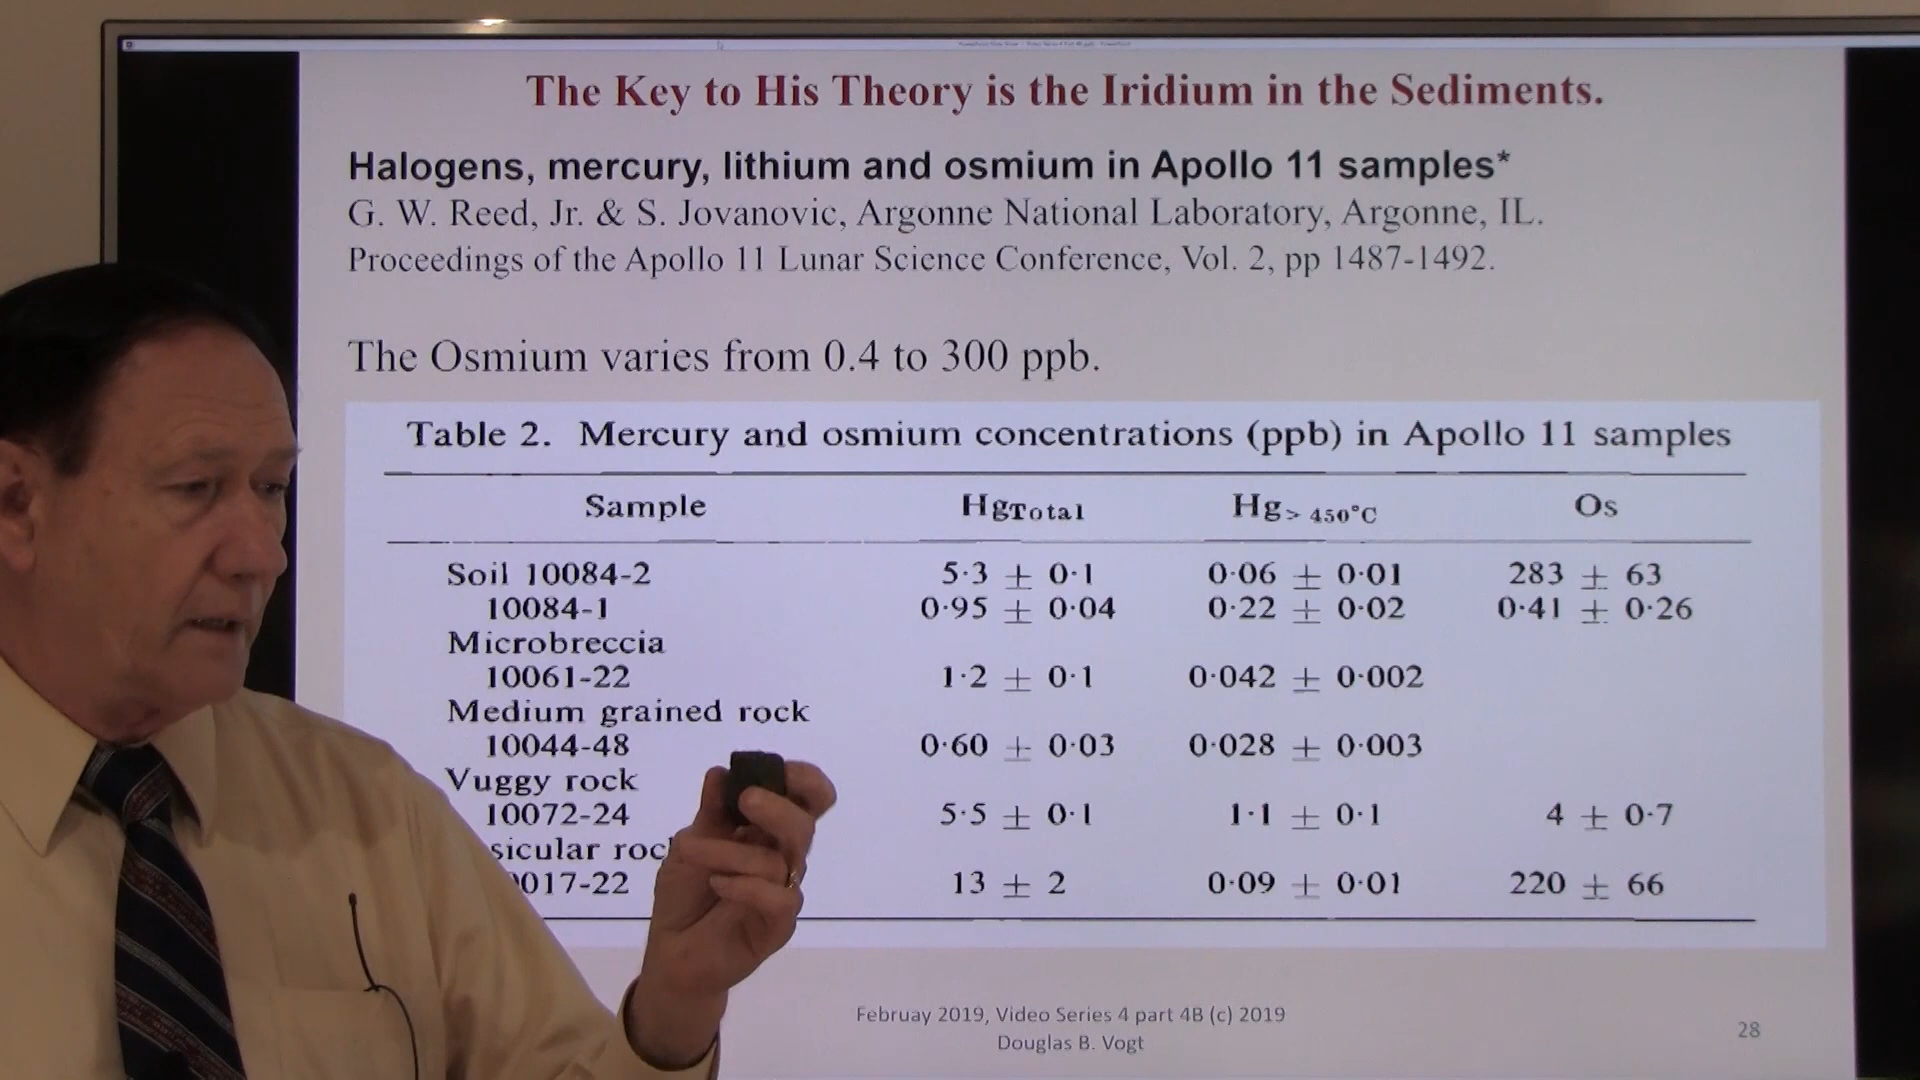 The Key to His Theory is the Iridium in the Sediments.
Halogens, mercury, lithium and osmium in Apollo 11 samples*
G. W. Reed, Jr. & S. Jovanovic, Argonne National Laboratory, Argonne, IL.
Proceedings of the Apollo 11 Lunar Science Conference, Vol. 2, pp 1487-1492.
The Osmium varies from 0.4 to 300 ppb.
Table 2. Mercury and osmium concentrations (ppb) in Apollo 11 samples
Sample HgTotal Hg> 450°C Os
Soil 10084-2 5·3 ± 0·1 0·06 ± 0·01 283 ± 63
10084-1 0·95 ± 0·04 0·22 ± 0·02 0·41 ± 0·26
Microbreccia
10061-22 1·2 ± 0·1 0·042 ± 0·002
Medium grained rock
10044-48 0·60 ± 0·03 0·028 ± 0·003
Vuggy rock
10072-24 5·5 ± 0·1 1·1 ± 0·1 4 ± 0·7
sicular roc
017-22 13 ± 2 0·09 ± 0·01 220 ± 66
Februay 2019, Video Series 4 part 4B (c) 2019
Douglas B. Vogt
28